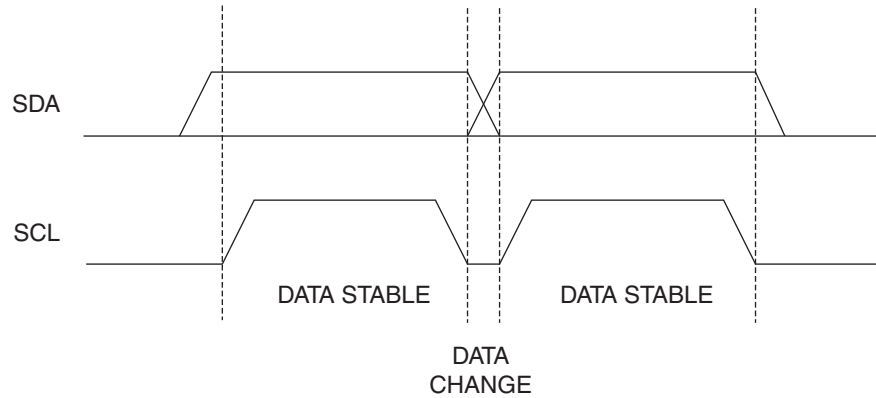 SDA
SCL
DATA STABLE
DATA STABLE
DATA
CHANGE